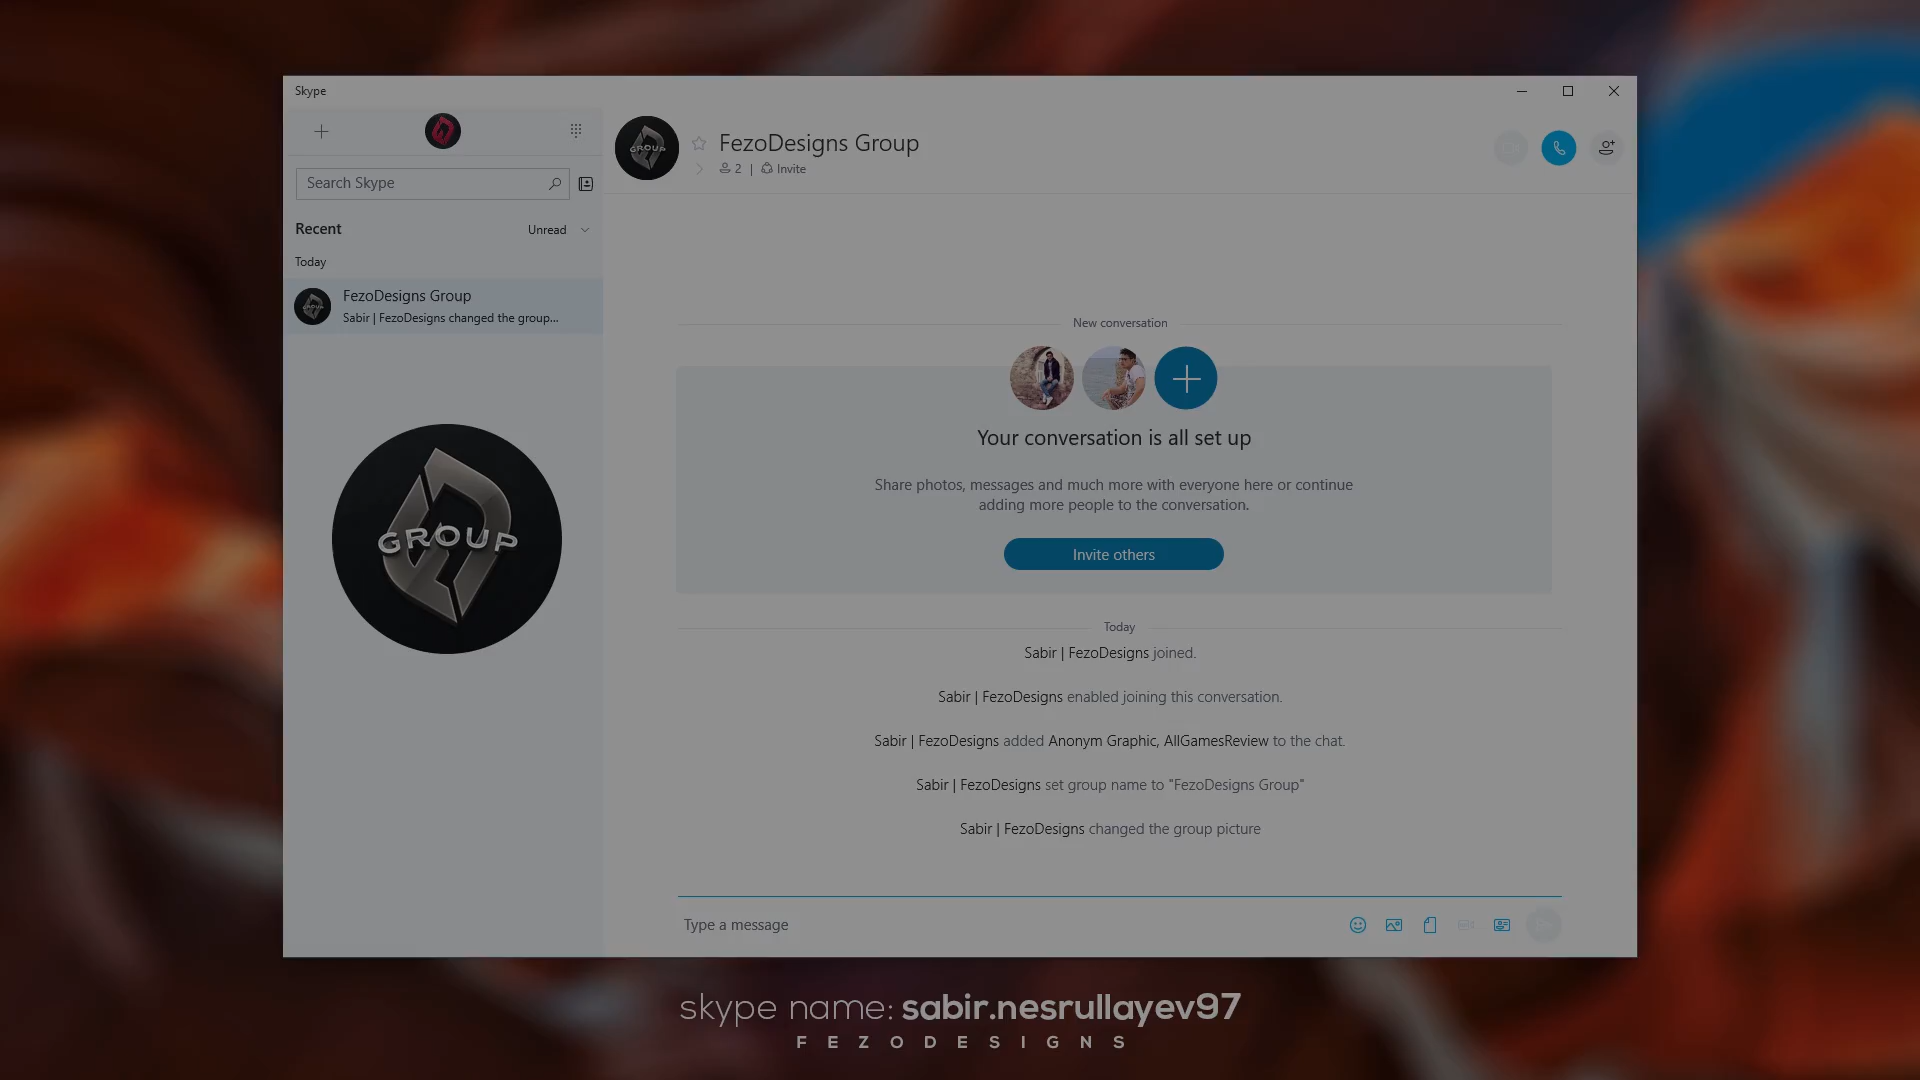 Skype
Search Skype
Recent
Unread
Today
FezoDesigns Group
Sabir | FezoDesigns changed the group...
GROUP
GROUP
FezoDesigns Group
2 | Invite
New conversation
Your conversation is all set up
Share photos, messages and much more with everyone here or continue
adding more people to the conversation.
Invite others
Today
Sabir | FezoDesigns joined.
Sabir | FezoDesigns enabled joining this conversation.
Sabir | FezoDesigns added Anonym Graphic, AllGamesReview to the chat.
Sabir | FezoDesigns set group name to "FezoDesigns Group"
Sabir | FezoDesigns changed the group picture
Type a message
skype name: sabir.nesrullayev97
FEZODESIGNS